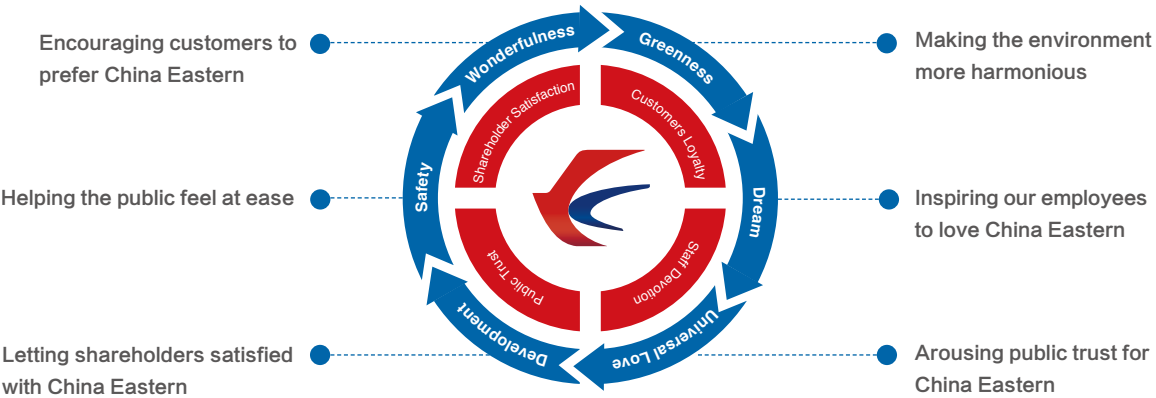 Encouraging customers to
prefer China Eastern
Helping the public feel at ease
Letting shareholders satisfied
with China Eastern
Wonderfulness
Greenness
Dream
Universal Love
Development
Safety
Shareholder Satisfaction
Customers Loyalty
Staff Devotion
Public Trust
Making the environment
more harmonious
Inspiring our employees
to love China Eastern
Arousing public trust for
China Eastern